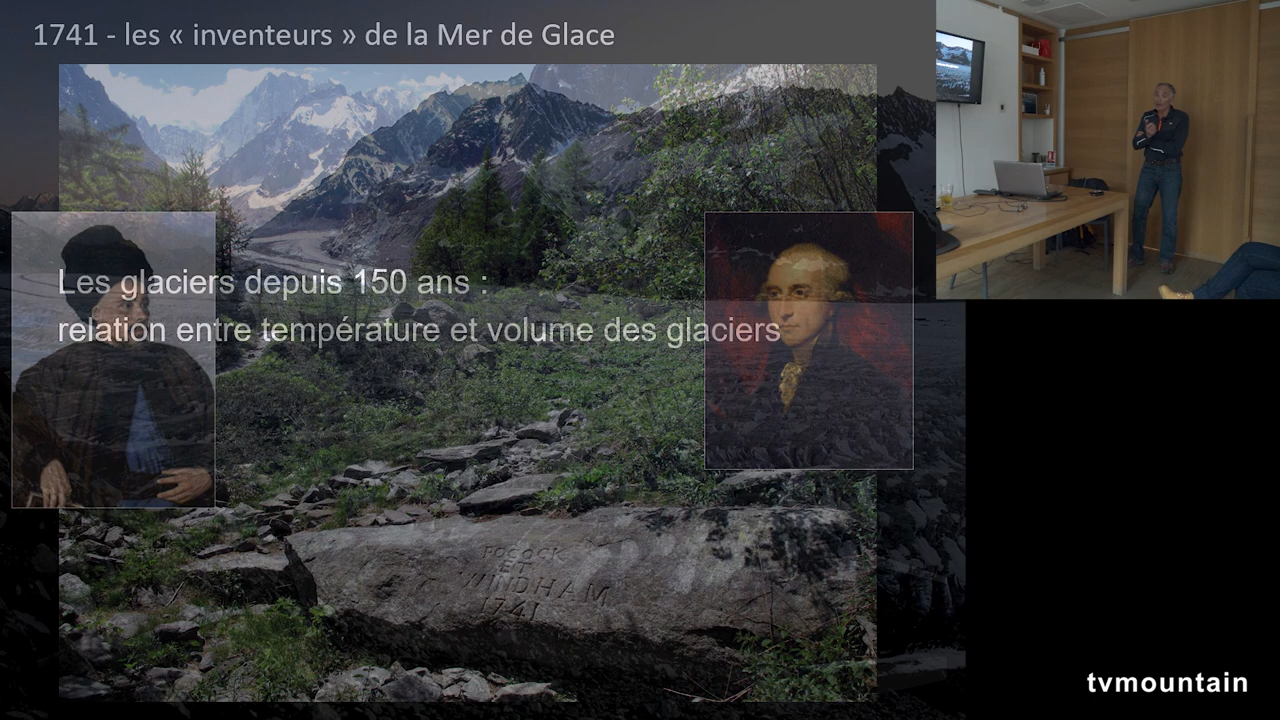 1741 - les « inventeurs » de la Mer de Glace
Les glaciers depuis 150 ans :
relation entre température et volume des glaciers
POCOCK
ET
WINDHAM
1741
tvmountain